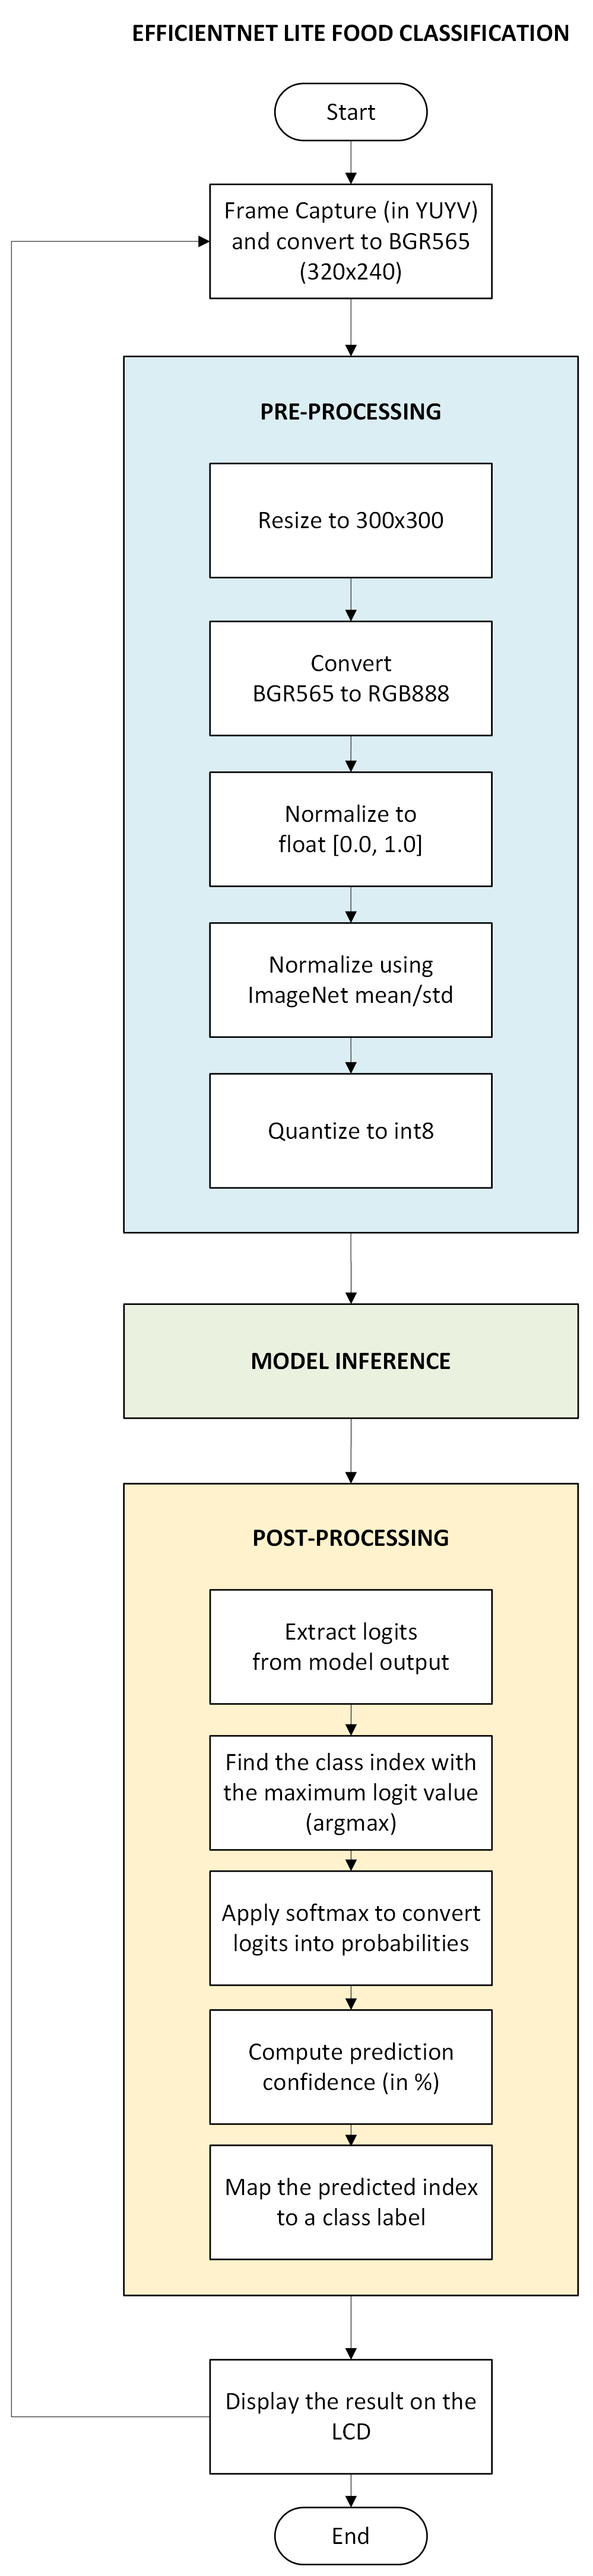 EFFICIENTNET LITE FOOD CLASSIFICATION
Start
Frame Capture (in YUYV)
and convert to BGR565
(320x240)
PRE-PROCESSING
Resize to 300x300
Convert
BGR565 to RGB888
Normalize to
float [0.0, 1.0]
Normalize using
ImageNet mean/std
Quantize to int8
MODEL INFERENCE
POST-PROCESSING
Extract logits
from model output
Find the class index with
the maximum logit value
(argmax)
Apply softmax to convert
logits into probabilities
Compute prediction
confidence (in %)
Map the predicted index
to a class label
Display the result on the
LCD
End